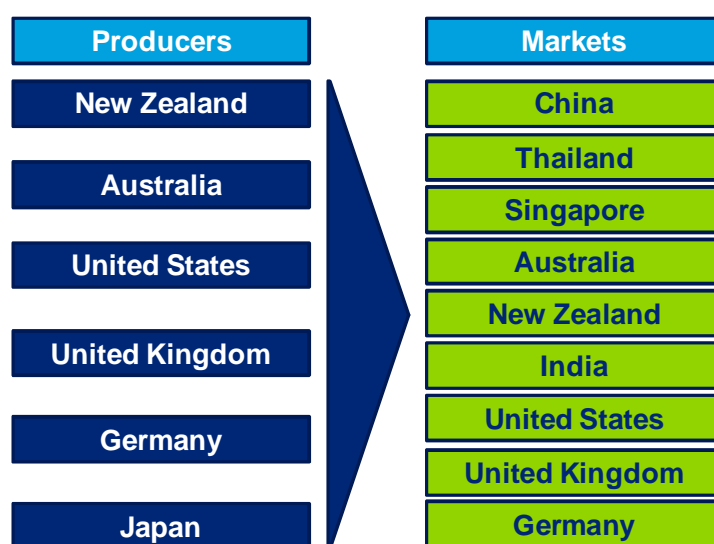 Producers
New Zealand
Australia
United States
United Kingdom
Germany
Japan
Markets
China
Thailand
Singapore
Australia
New Zealand
India
United States
United Kingdom
Germany